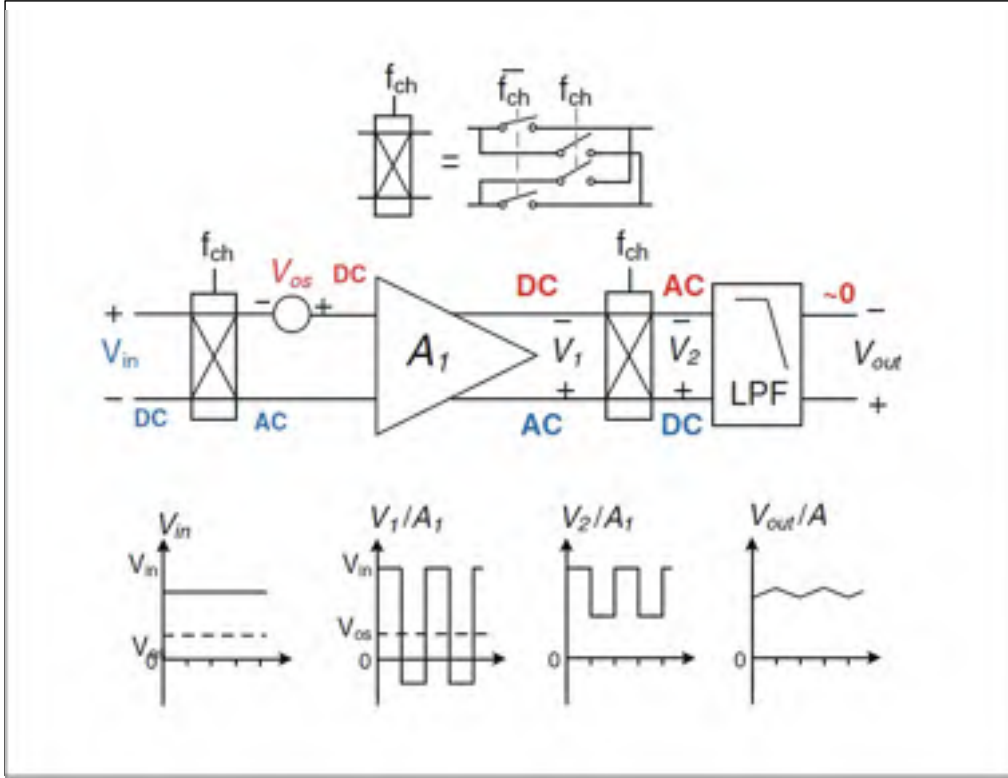 f_ch f̅_ch f_ch
=
f_ch f_ch
V_os DC DC AC ~0
+ − + − − −
V_in A_1 V_1 V_2 V_out
− + + LPF +
DC AC AC DC
V_in V_1/A_1 V_2/A_1 V_out/A
V_in V_in V_in
V_os
0 0 0 0